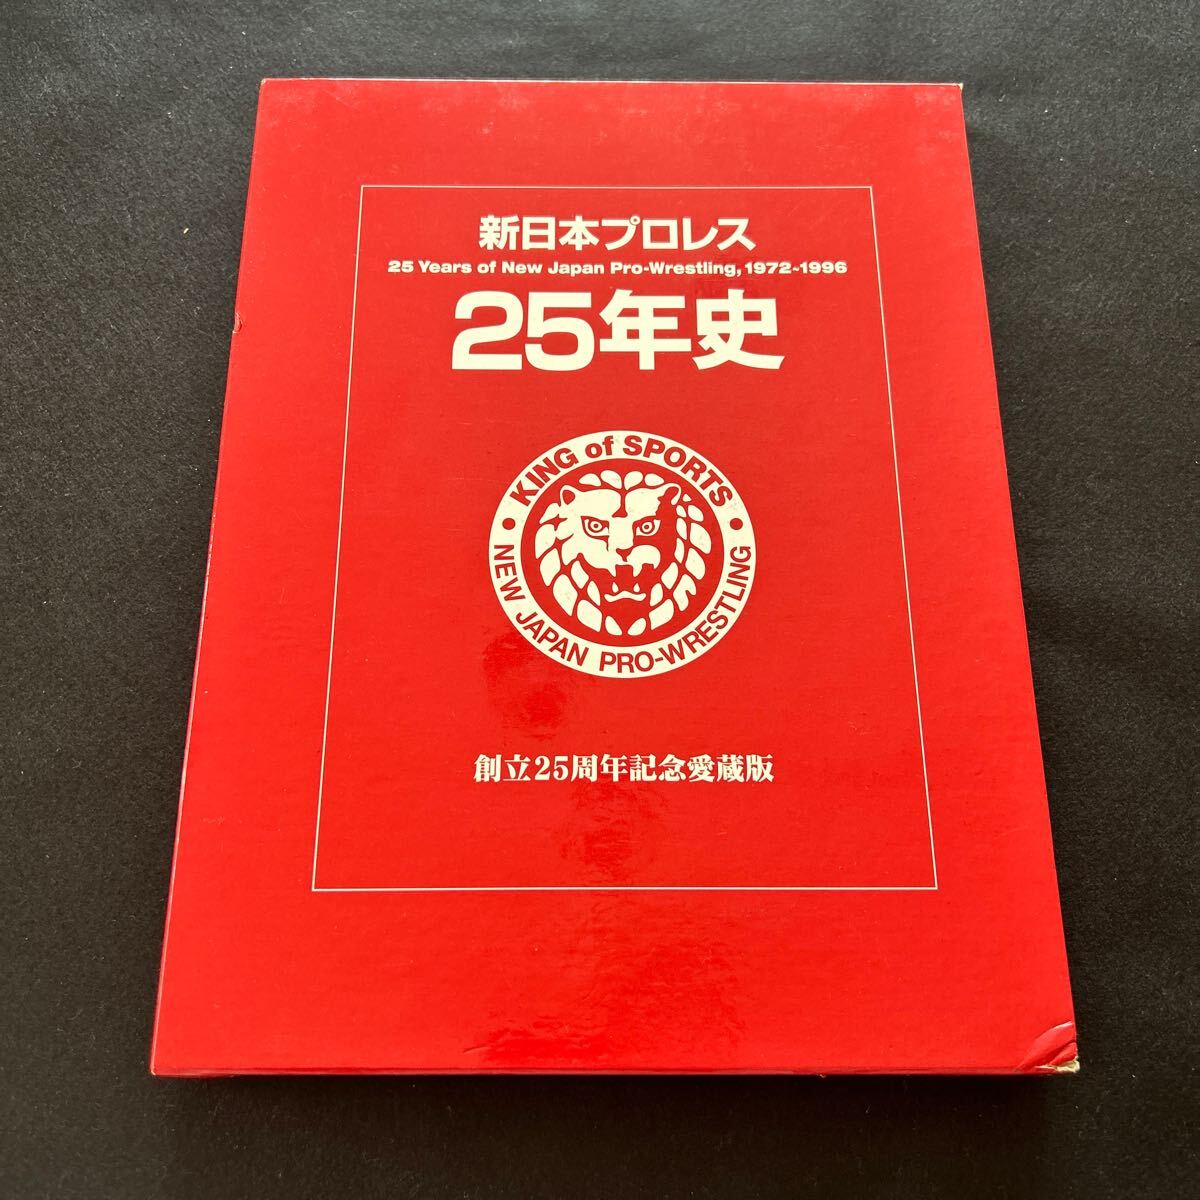 新日本プロレス
25 Years of New Japan Pro-Wrestling, 1972~1996
25年史
KING of SPORTS
• NEW JAPAN PRO-WRESTLING •
創立25周年記念愛蔵版